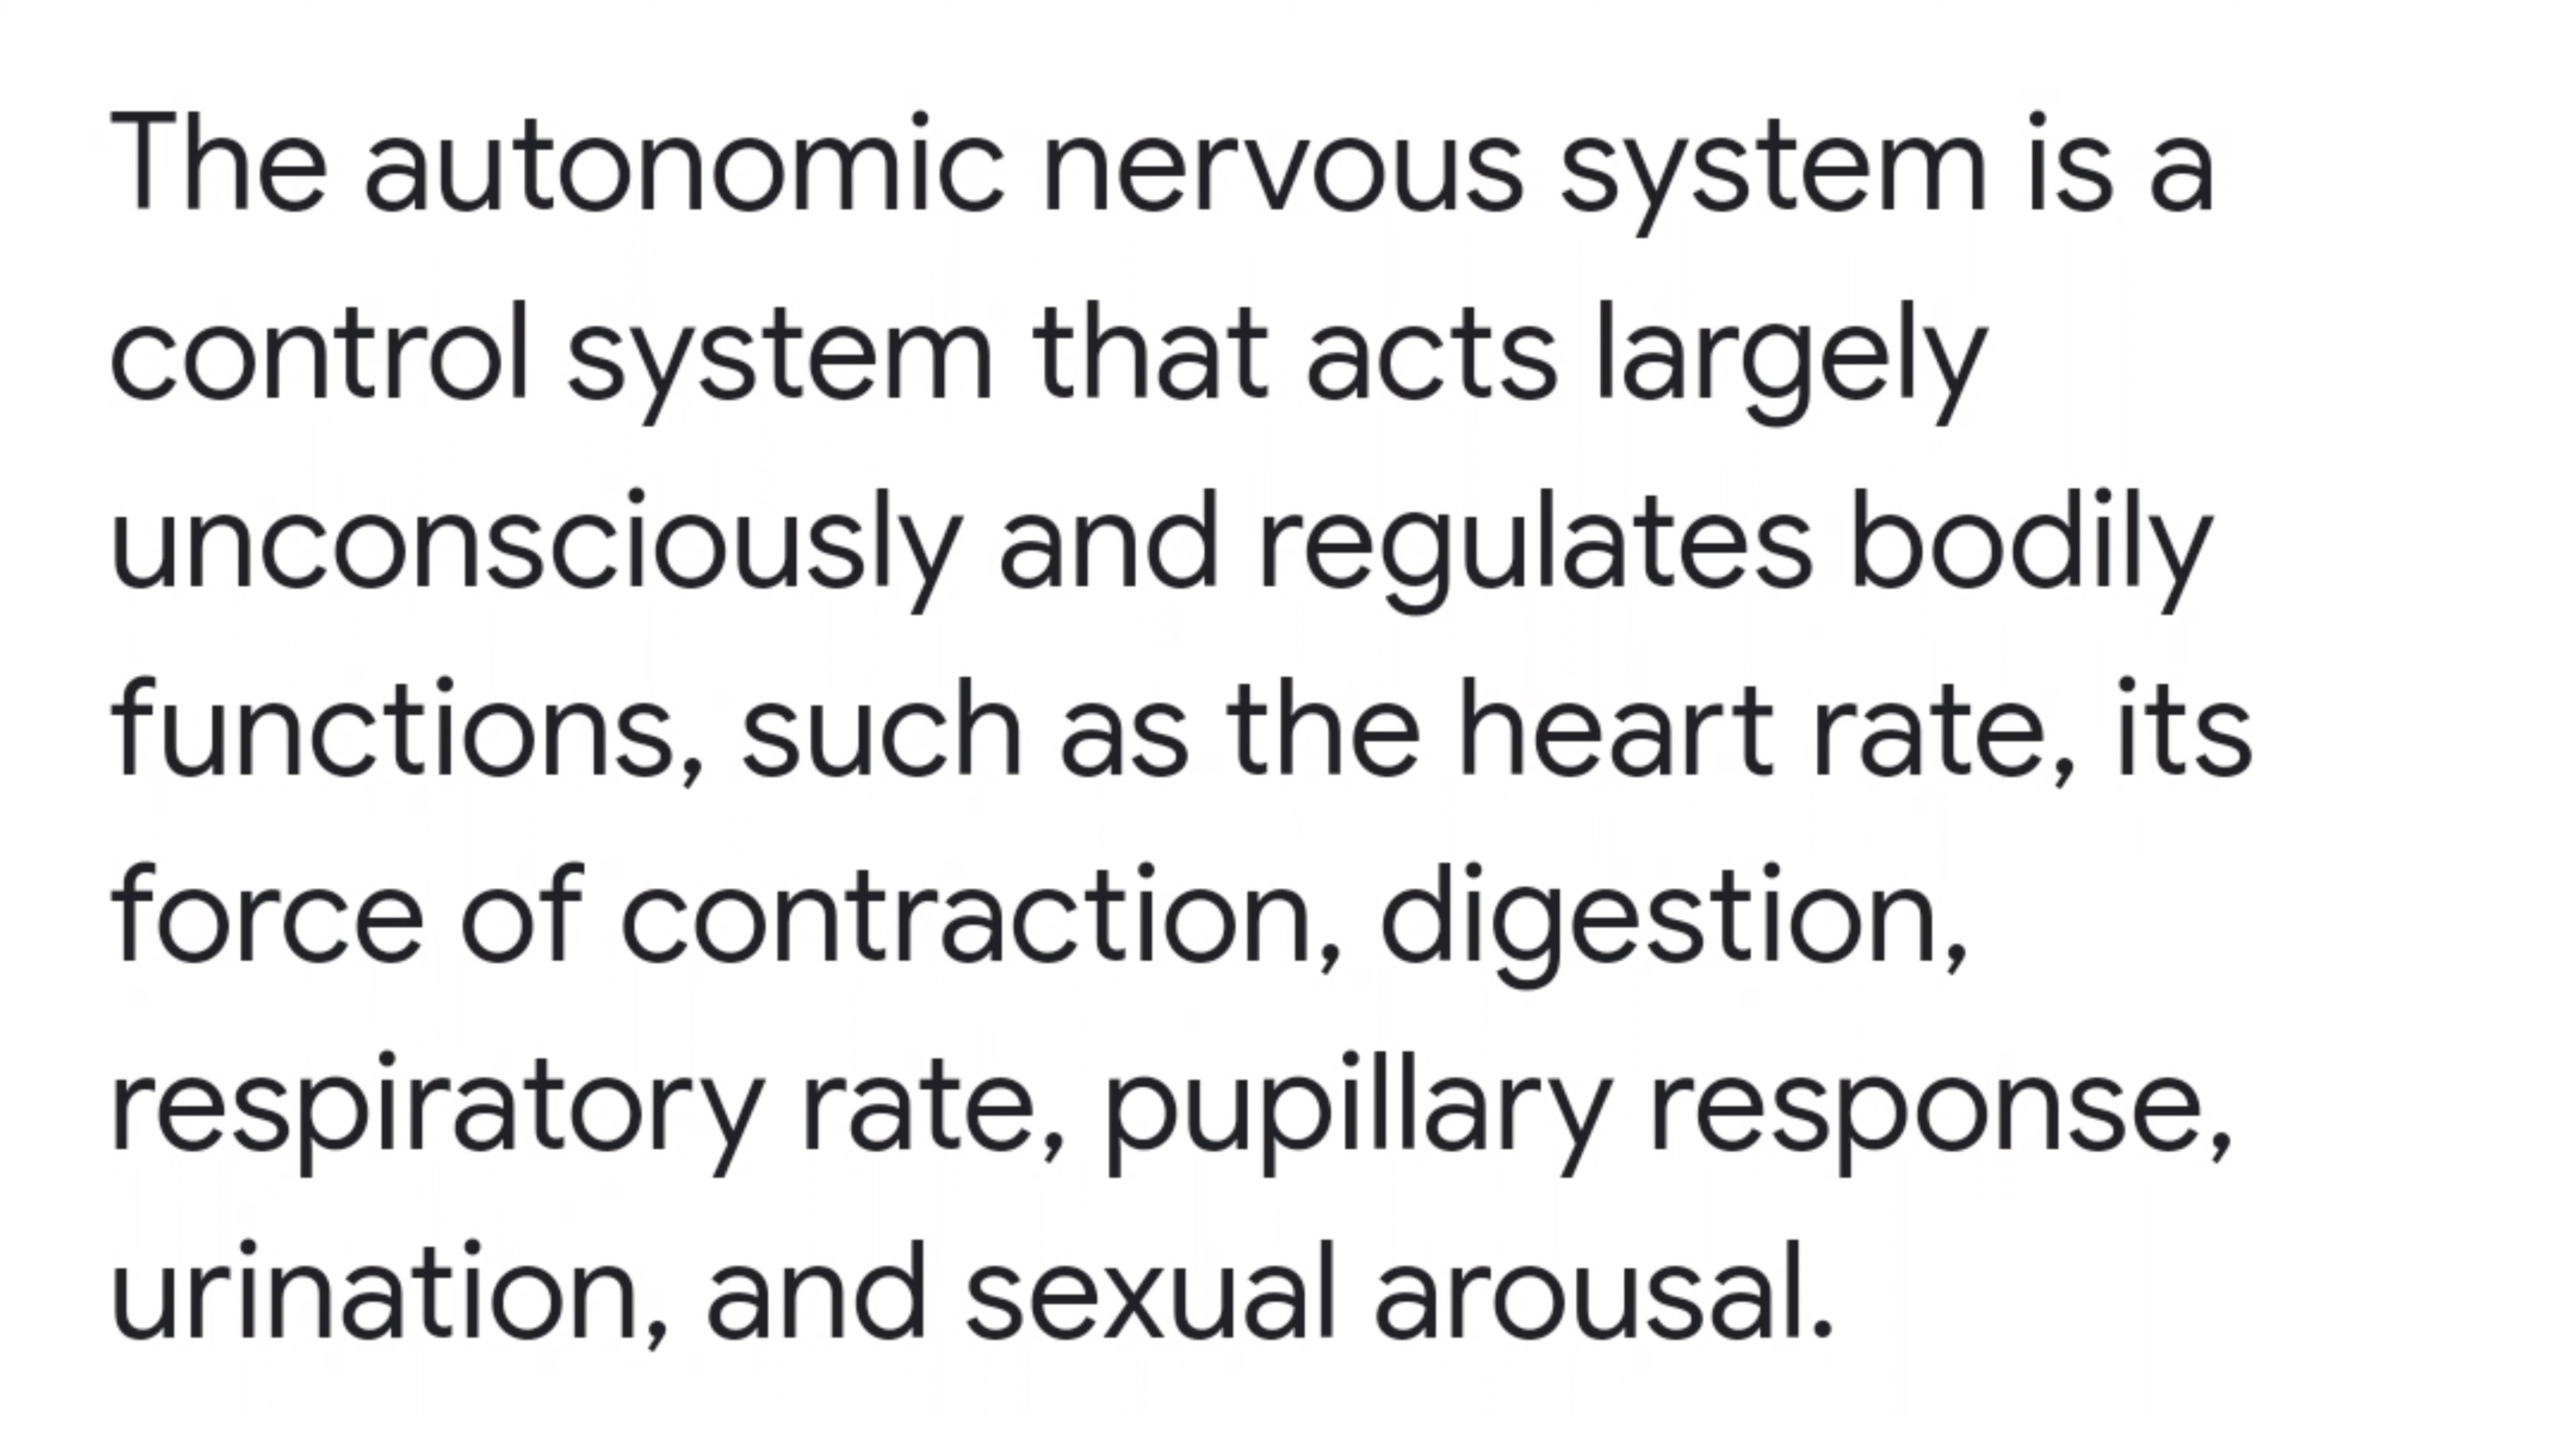 The autonomic nervous system is a
control system that acts largely
unconsciously and regulates bodily
functions, such as the heart rate, its
force of contraction, digestion,
respiratory rate, pupillary response,
urination, and sexual arousal.